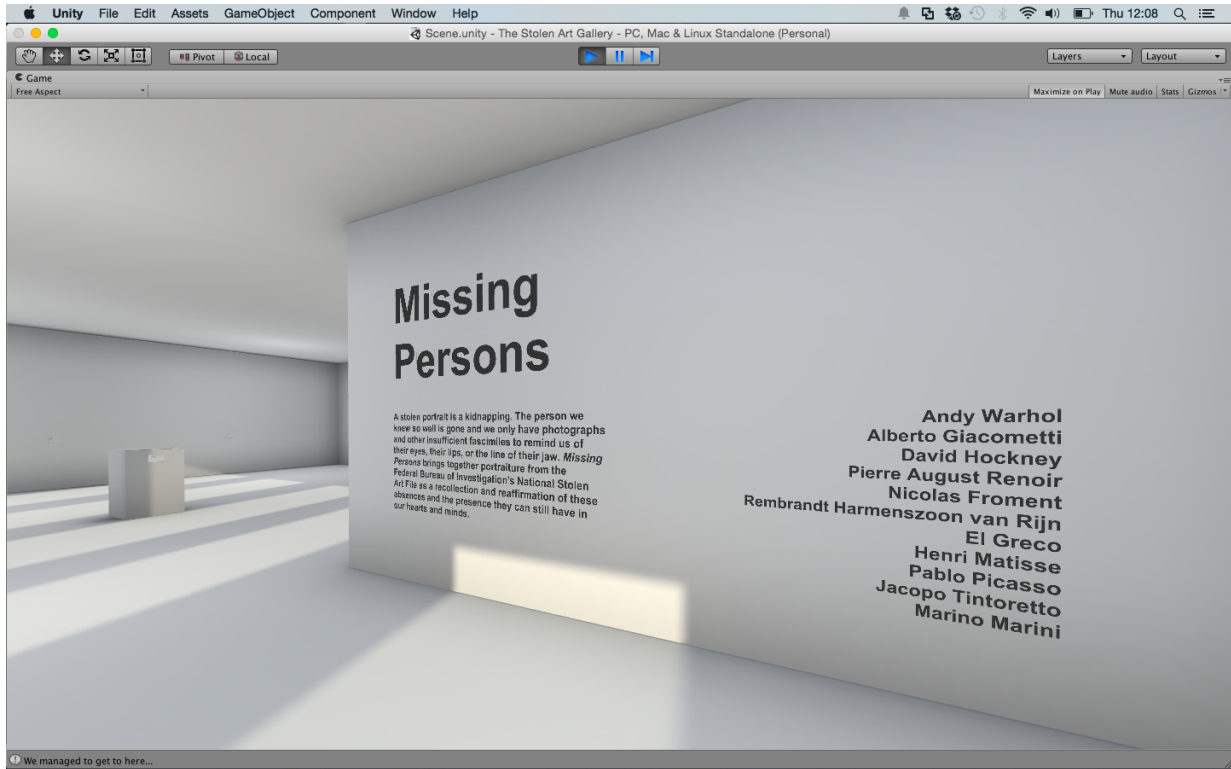 Unity File Edit Assets GameObject Component Window Help Thu 12:08
Scene.unity - The Stolen Art Gallery - PC, Mac & Linux Standalone (Personal)
Pivot Local Layers Layout
Game
Free Aspect Maximize on Play Mute audio Stats Gizmos
Missing
Persons
A stolen portrait is a kidnapping. The person we
knew so well is gone and we only have photographs
and other insufficient fascimiles to remind us of
their eyes, their lips, or the line of their jaw. Missing
Persons brings together portraiture from the
Federal Bureau of Investigation's National Stolen
Art File as a recollection and reaffirmation of these
absences and the presence they can still have in
our hearts and minds.
Andy Warhol
Alberto Giacometti
David Hockney
Pierre August Renoir
Nicolas Froment
Rembrandt Harmenszoon van Rijn
El Greco
Henri Matisse
Pablo Picasso
Jacopo Tintoretto
Marino Marini
We managed to get to here...